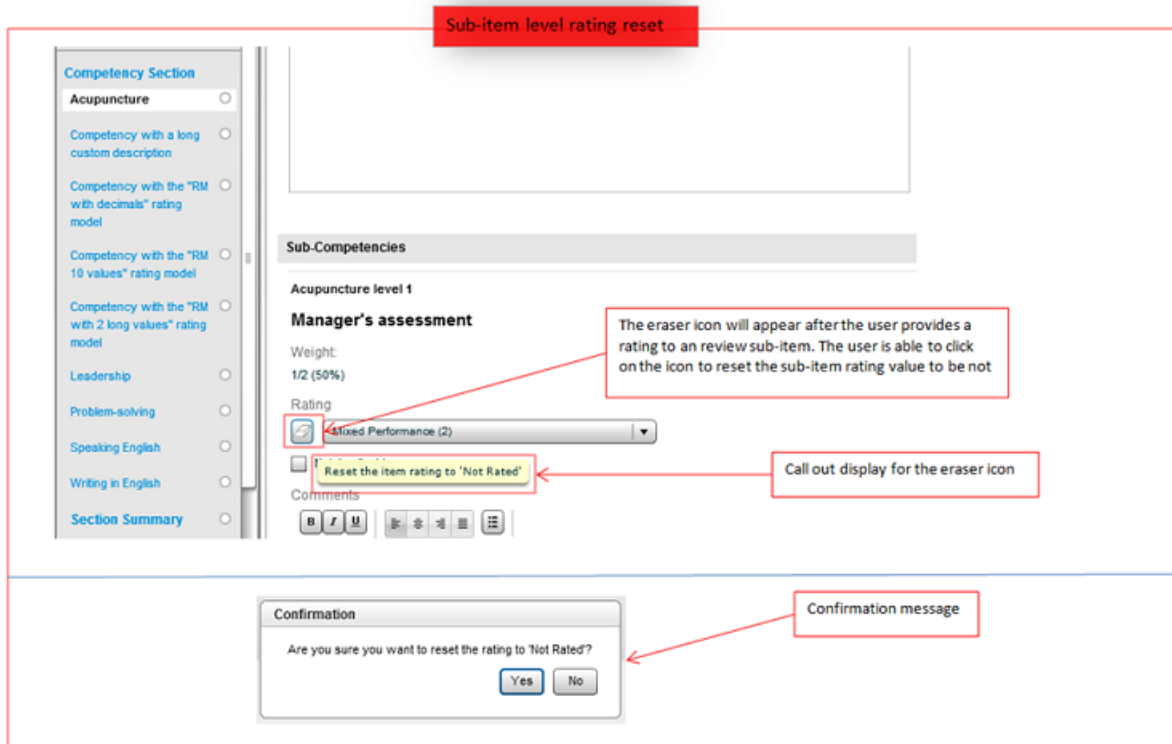 Sub-item level rating reset
Competency Section
Acupuncture
Competency with a long
custom description
Competency with the "RM
with decimals" rating
model
Competency with the "RM
10 values" rating model
Competency with the "RM
with 2 long values" rating
model
Leadership
Problem-solving
Speaking English
Writing in English
Section Summary
Sub-Competencies
Acupuncture level 1
Manager's assessment
Weight:
1/2 (50%)
Rating
Mixed Performance (2)
Reset the item rating to 'Not Rated'
Comments
B I U
The eraser icon will appear after the user provides a
rating to an review sub-item. The user is able to click
on the icon to reset the sub-item rating value to be not
Call out display for the eraser icon
Confirmation
Are you sure you want to reset the rating to 'Not Rated'?
Yes No
Confirmation message